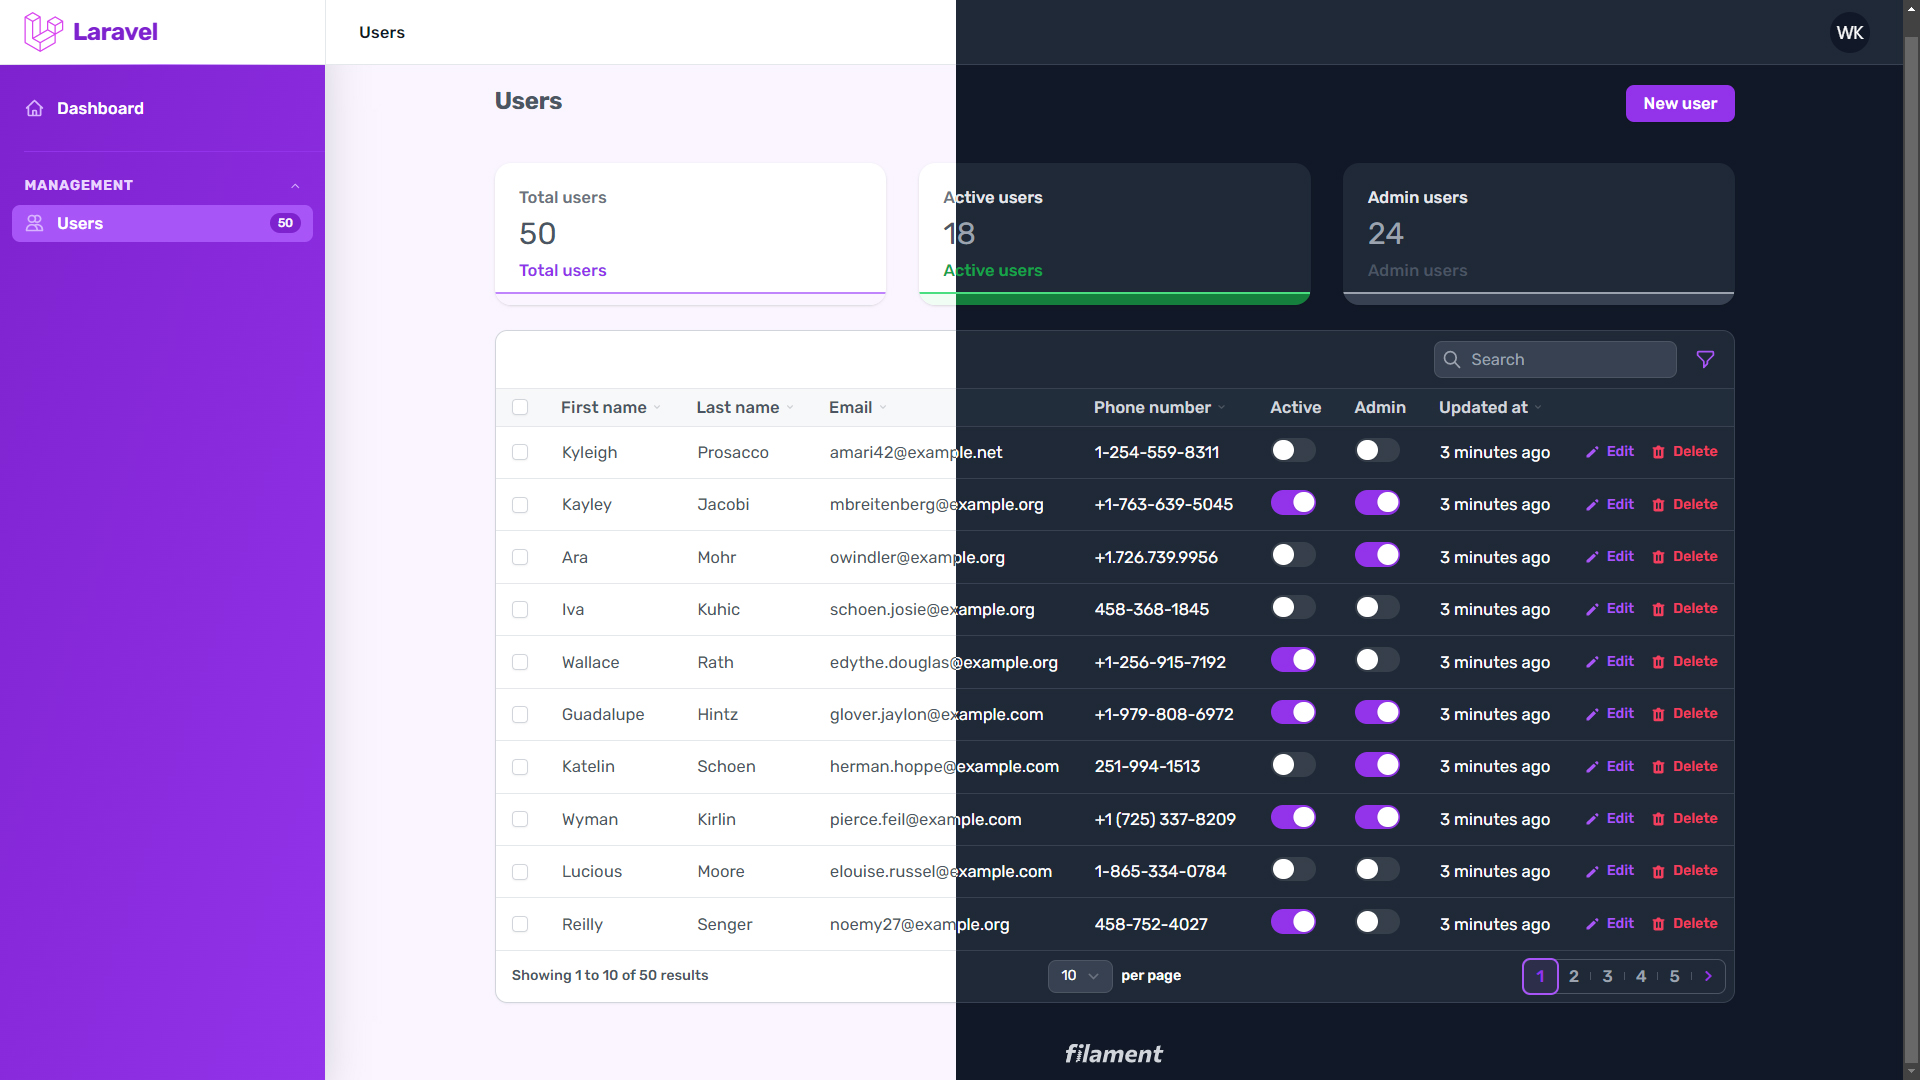 Laravel
Users
WK
Dashboard
MANAGEMENT
Users 50
Users
New user
Total users
50
Total users
Active users
18
Active users
Admin users
24
Admin users
Search
First name Last name Email Phone number Active Admin Updated at
Kyleigh Prosacco amari42@example.net 1-254-559-8311 3 minutes ago Edit Delete
Kayley Jacobi mbreitenberg@example.org +1-763-639-5045 3 minutes ago Edit Delete
Ara Mohr owindler@example.org +1.726.739.9956 3 minutes ago Edit Delete
Iva Kuhic schoen.josie@example.org 458-368-1845 3 minutes ago Edit Delete
Wallace Rath edythe.douglas@example.org +1-256-915-7192 3 minutes ago Edit Delete
Guadalupe Hintz glover.jaylon@example.com +1-979-808-6972 3 minutes ago Edit Delete
Katelin Schoen herman.hoppe@example.com 251-994-1513 3 minutes ago Edit Delete
Wyman Kirlin pierce.feil@example.com +1 (725) 337-8209 3 minutes ago Edit Delete
Lucious Moore elouise.russel@example.com 1-865-334-0784 3 minutes ago Edit Delete
Reilly Senger noemy27@example.org 458-752-4027 3 minutes ago Edit Delete
Showing 1 to 10 of 50 results 10 per page 1 2 3 4 5
filament